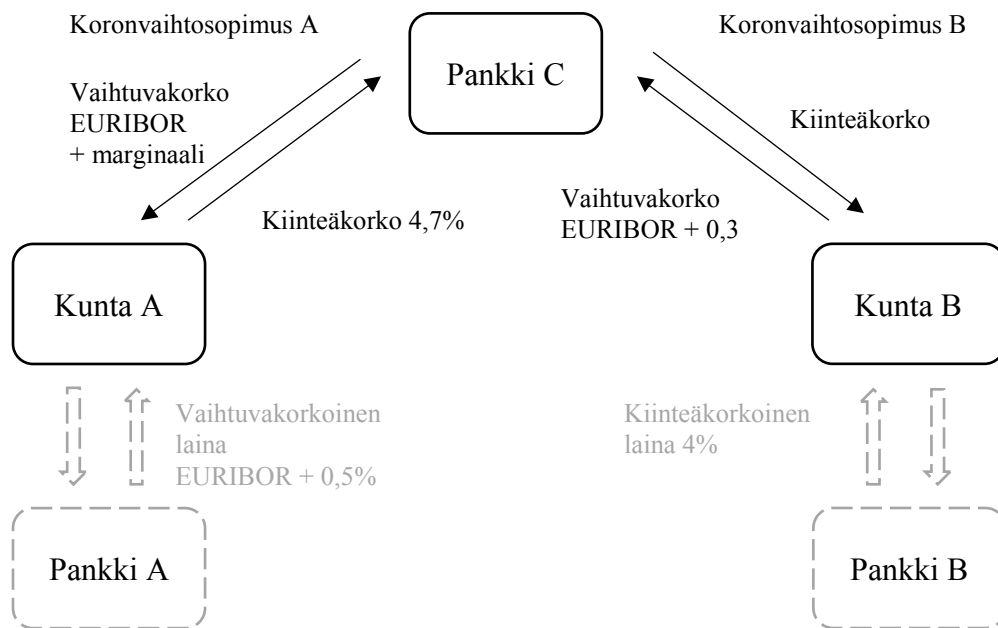 Koronvaihtosopimus A
Pankki C
Koronvaihtosopimus B
Vaihtuvakorko
EURIBOR
+ marginaali
Kiinteäkorko
Kiinteäkorko 4,7%
Vaihtuvakorko
EURIBOR + 0,3
Kunta A
Kunta B
Vaihtuvakorkoinen
laina
EURIBOR + 0,5%
Kiinteäkorkoinen
laina 4%
Pankki A
Pankki B